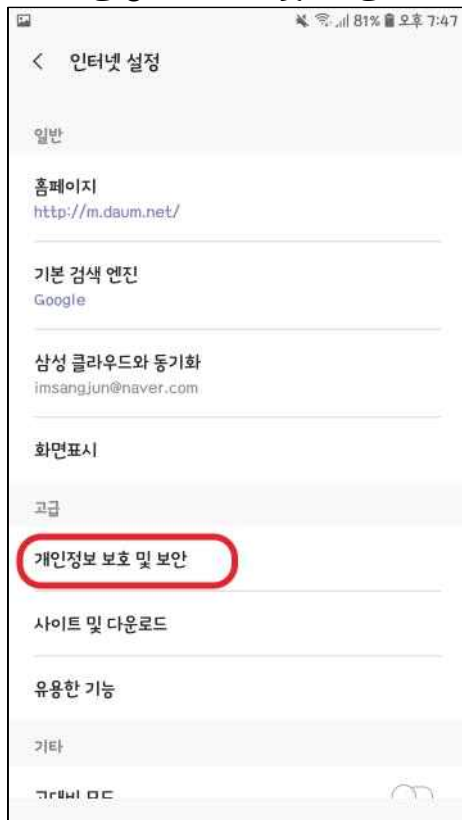 81% 오후 7:47
인터넷 설정
일반
홈페이지
http://m.daum.net/
기본 검색 엔진
Google
삼성 클라우드와 동기화
imsangjun@naver.com
화면표시
고급
개인정보 보호 및 보안
사이트 및 다운로드
유용한 기능
기타